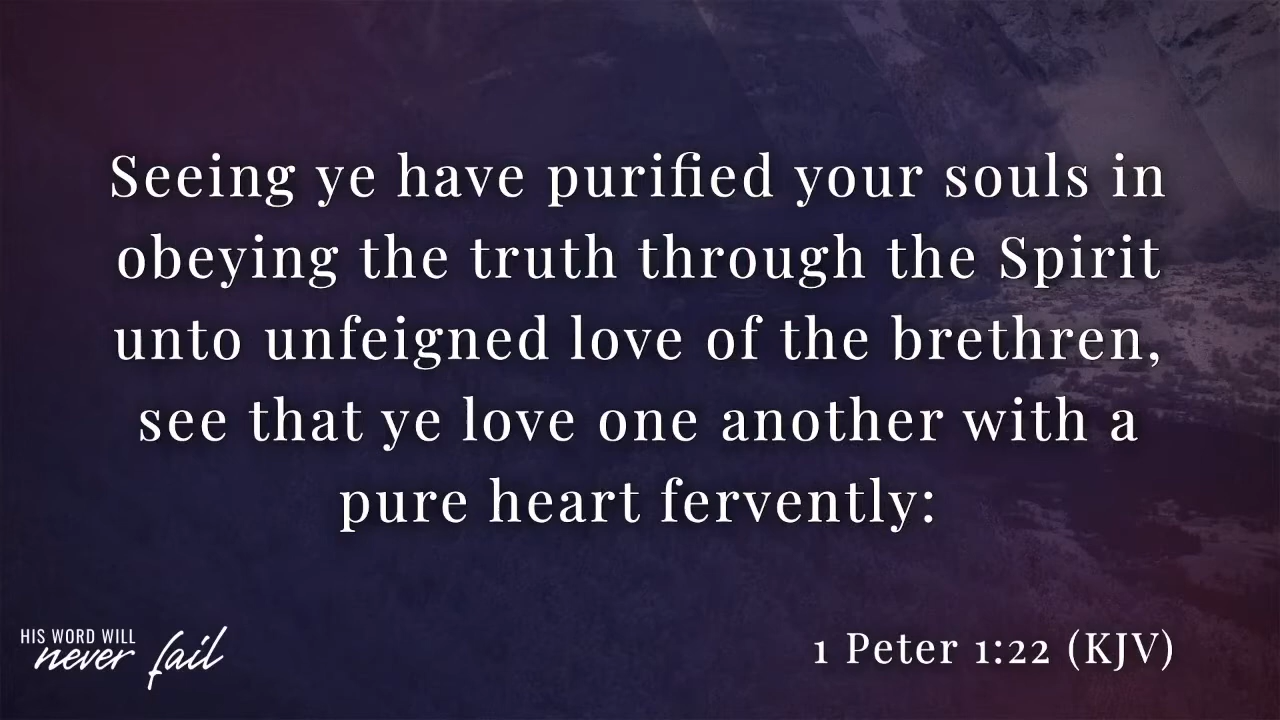 Seeing ye have purified your souls in
obeying the truth through the Spirit
unto unfeigned love of the brethren,
see that ye love one another with a
pure heart fervently:
HIS WORD WILL
never fail
1 Peter 1:22 (KJV)